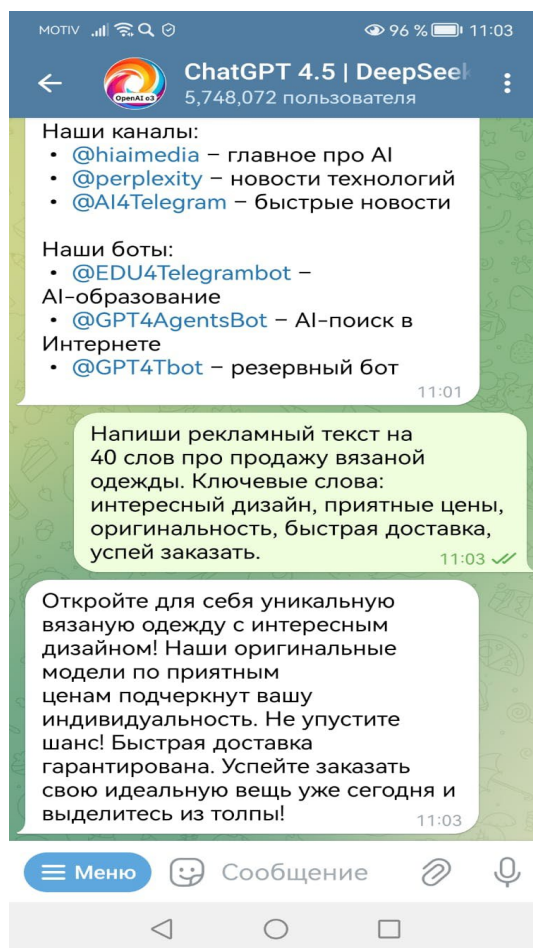 MOTIV 96 % 11:03
ChatGPT 4.5 | DeepSeek
OpenAI o3
5,748,072 пользователя
Наши каналы:
• @hiaimedia – главное про AI
• @perplexity – новости технологий
• @AI4Telegram – быстрые новости
Наши боты:
• @EDU4Telegrambot –
AI-образование
• @GPT4AgentsBot – AI-поиск в
Интернете
• @GPT4Tbot – резервный бот
11:01
Напиши рекламный текст на
40 слов про продажу вязаной
одежды. Ключевые слова:
интересный дизайн, приятные цены,
оригинальность, быстрая доставка,
успей заказать.
11:03
Откройте для себя уникальную
вязаную одежду с интересным
дизайном! Наши оригинальные
модели по приятным
ценам подчеркнут вашу
индивидуальность. Не упустите
шанс! Быстрая доставка
гарантирована. Успейте заказать
свою идеальную вещь уже сегодня и
выделитесь из толпы!
11:03
Меню Сообщение